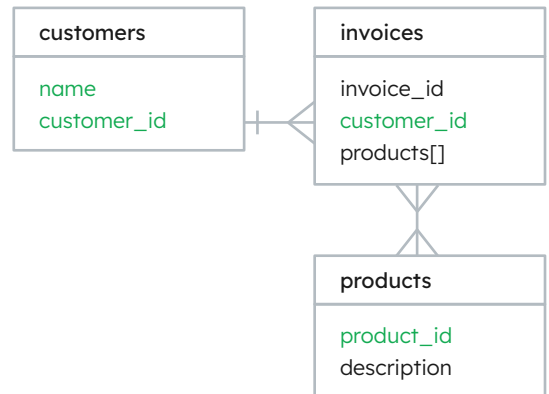 customers
name
customer_id
invoices
invoice_id
customer_id
products[]
products
product_id
description